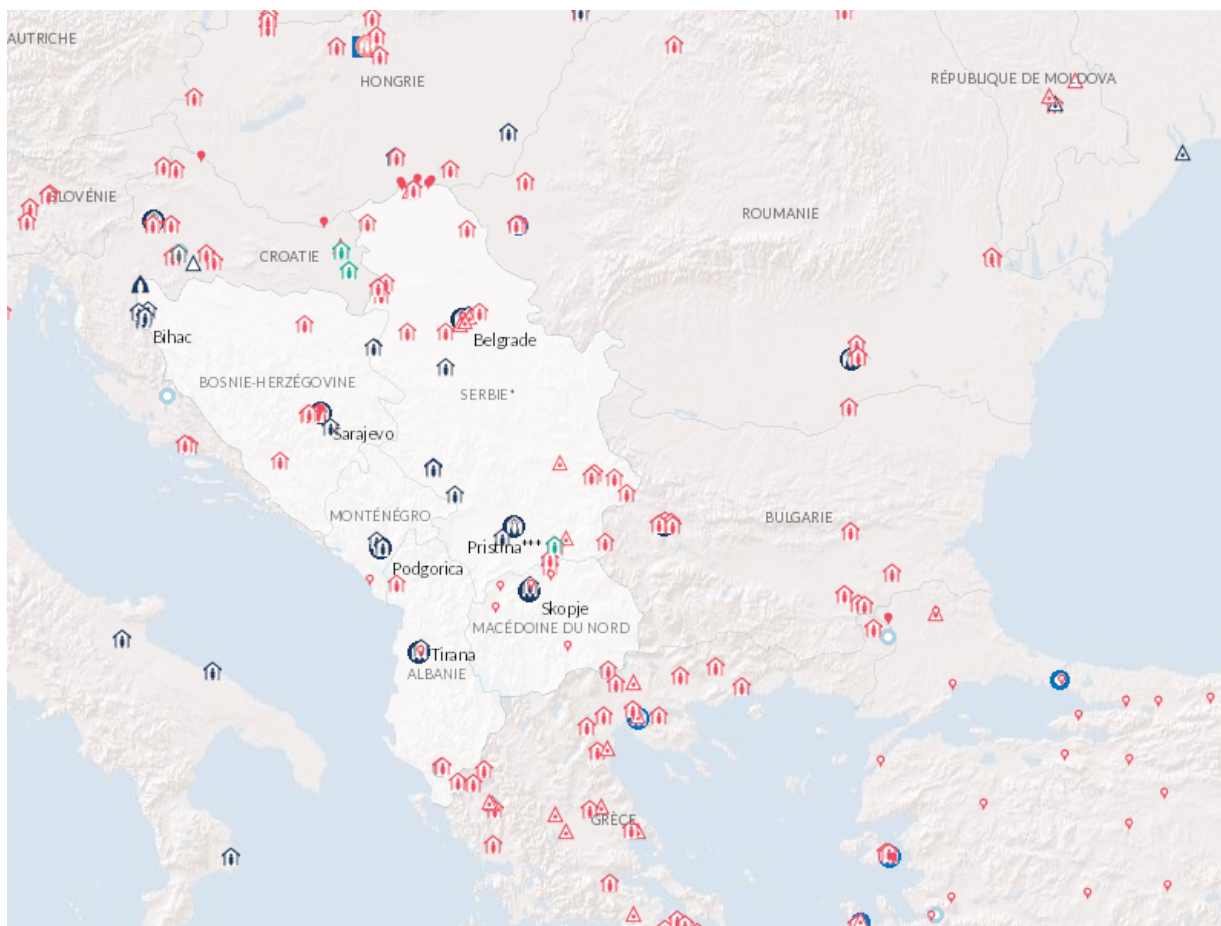 AUTRICHE
HONGRIE
RÉPUBLIQUE DE MOLDOVA
SLOVÉNIE
ROUMANIE
CROATIE
Bihac
Belgrade
BOSNIE-HERZÉGOVINE
SERBIE*
Sarajevo
MONTÉNÉGRO
BULGARIE
Pristina***
Podgorica
Skopje
MACÉDOINE DU NORD
Tirana
ALBANIE
GRÈCE